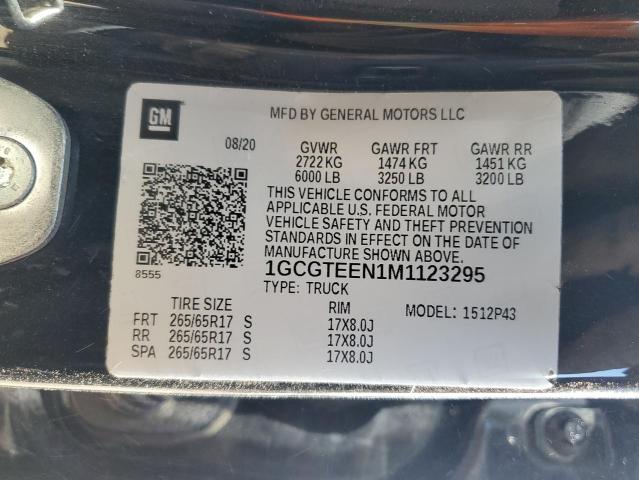 GM
MFD BY GENERAL MOTORS LLC
08/20 GVWR GAWR FRT GAWR RR
2722 KG 1474 KG 1451 KG
6000 LB 3250 LB 3200 LB
THIS VEHICLE CONFORMS TO ALL
APPLICABLE U.S. FEDERAL MOTOR
VEHICLE SAFETY AND THEFT PREVENTION
STANDARDS IN EFFECT ON THE DATE OF
MANUFACTURE SHOWN ABOVE.
8555
1GCGTEEN1M1123295
TYPE: TRUCK
TIRE SIZE RIM MODEL: 1512P43
FRT 265/65R17 S 17X8.0J
RR 265/65R17 S 17X8.0J
SPA 265/65R17 S 17X8.0J